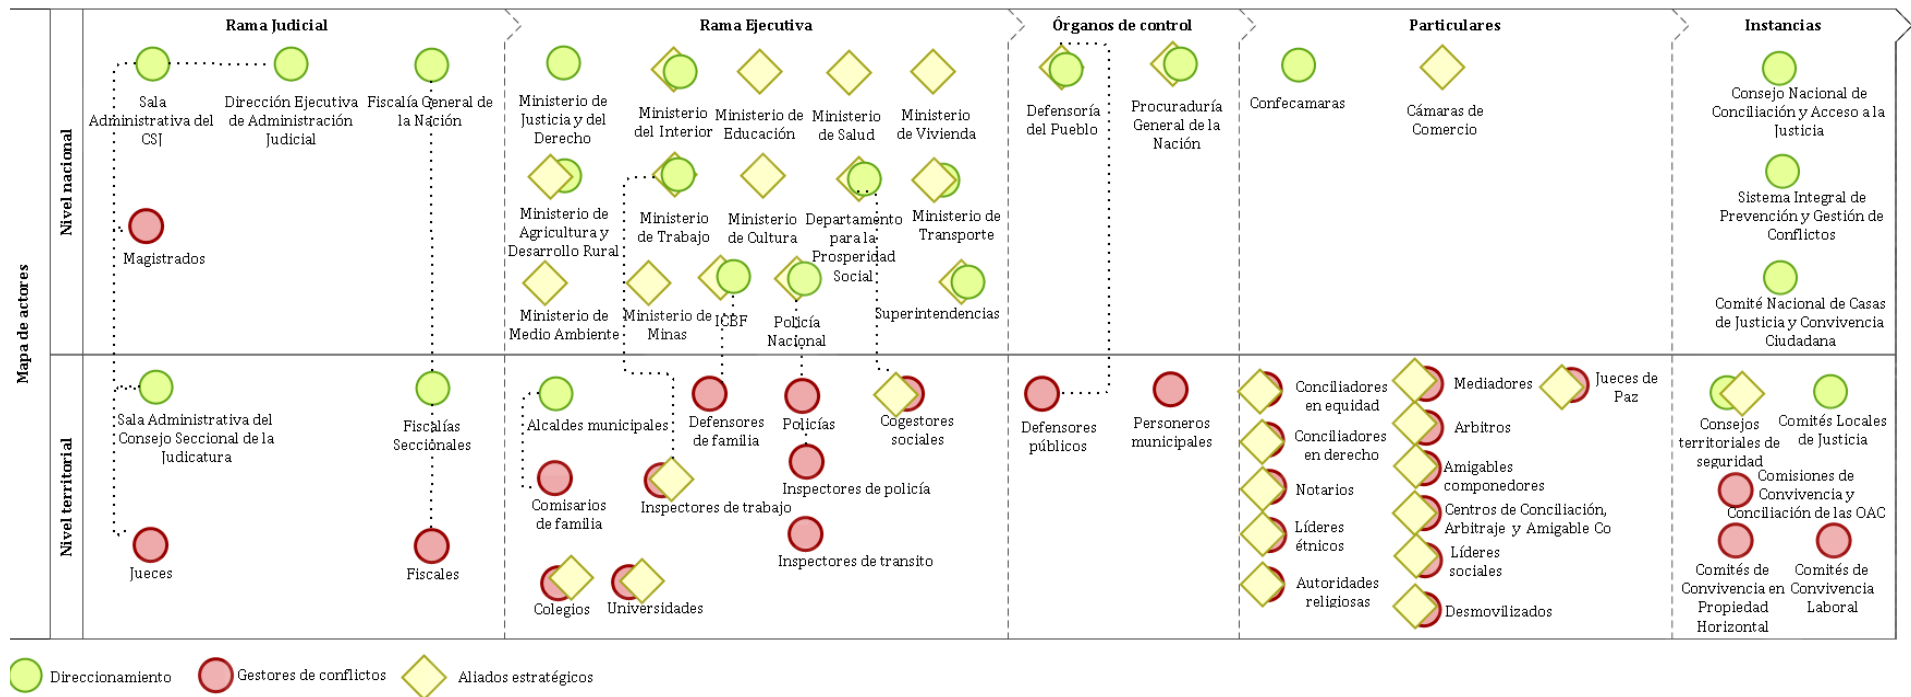 Rama Judicial
Rama Ejecutiva
Órganos de control
Particulares
Instancias
Mapa de actores
Nivel nacional
Sala
Administrativa del
CSJ
Dirección Ejecutiva
de Administración
Judicial
Fiscalía General de
la Nación
Magistrados
Ministerio de
Justicia y del
Derecho
Ministerio
del Interior
Ministerio de
Educación
Ministerio
de Salud
Ministerio
de Vivienda
Ministerio de
Agricultura y
Desarrollo Rural
Ministerio
de Trabajo
Ministerio
de Cultura
Departamento
para la
Prosperidad
Social
Ministerio de
Transporte
Ministerio de
Medio Ambiente
Ministerio de
Minas
ICBF
Policía
Nacional
Superintendencias
Defensoría
del Pueblo
Procuraduría
General de la
Nación
Confecamaras
Cámaras de
Comercio
Consejo Nacional de
Conciliación y Acceso a la
Justicia
Sistema Integral de
Prevención y Gestión de
Conflictos
Comité Nacional de Casas
de Justicia y Convivencia
Ciudadana
Nivel territorial
Sala Administrativa del
Consejo Seccional de la
Judicatura
Fiscalías
Secciónales
Jueces
Fiscales
Alcaldes municipales
Defensores
de familia
Policías
Cogestores
sociales
Comisarios
de familia
Inspectores de trabajo
Inspectores de policía
Inspectores de transito
Colegios
Universidades
Defensores
públicos
Personeros
municipales
Conciliadores
en equidad
Conciliadores
en derecho
Notarios
Líderes
étnicos
Autoridades
religiosas
Mediadores
Arbitros
Amigables
componedores
Centros de Conciliación,
Arbitraje y Amigable Co
Líderes
sociales
Desmovilizados
Jueces de
Paz
Consejos
territoriales de
seguridad
Comités Locales
de Justicia
Comisiones de
Convivencia y
Conciliación de las OAC
Comités de
Convivencia en
Propiedad
Horizontal
Comités de
Convivencia
Laboral
Direccionamiento
Gestores de conflictos
Aliados estratégicos